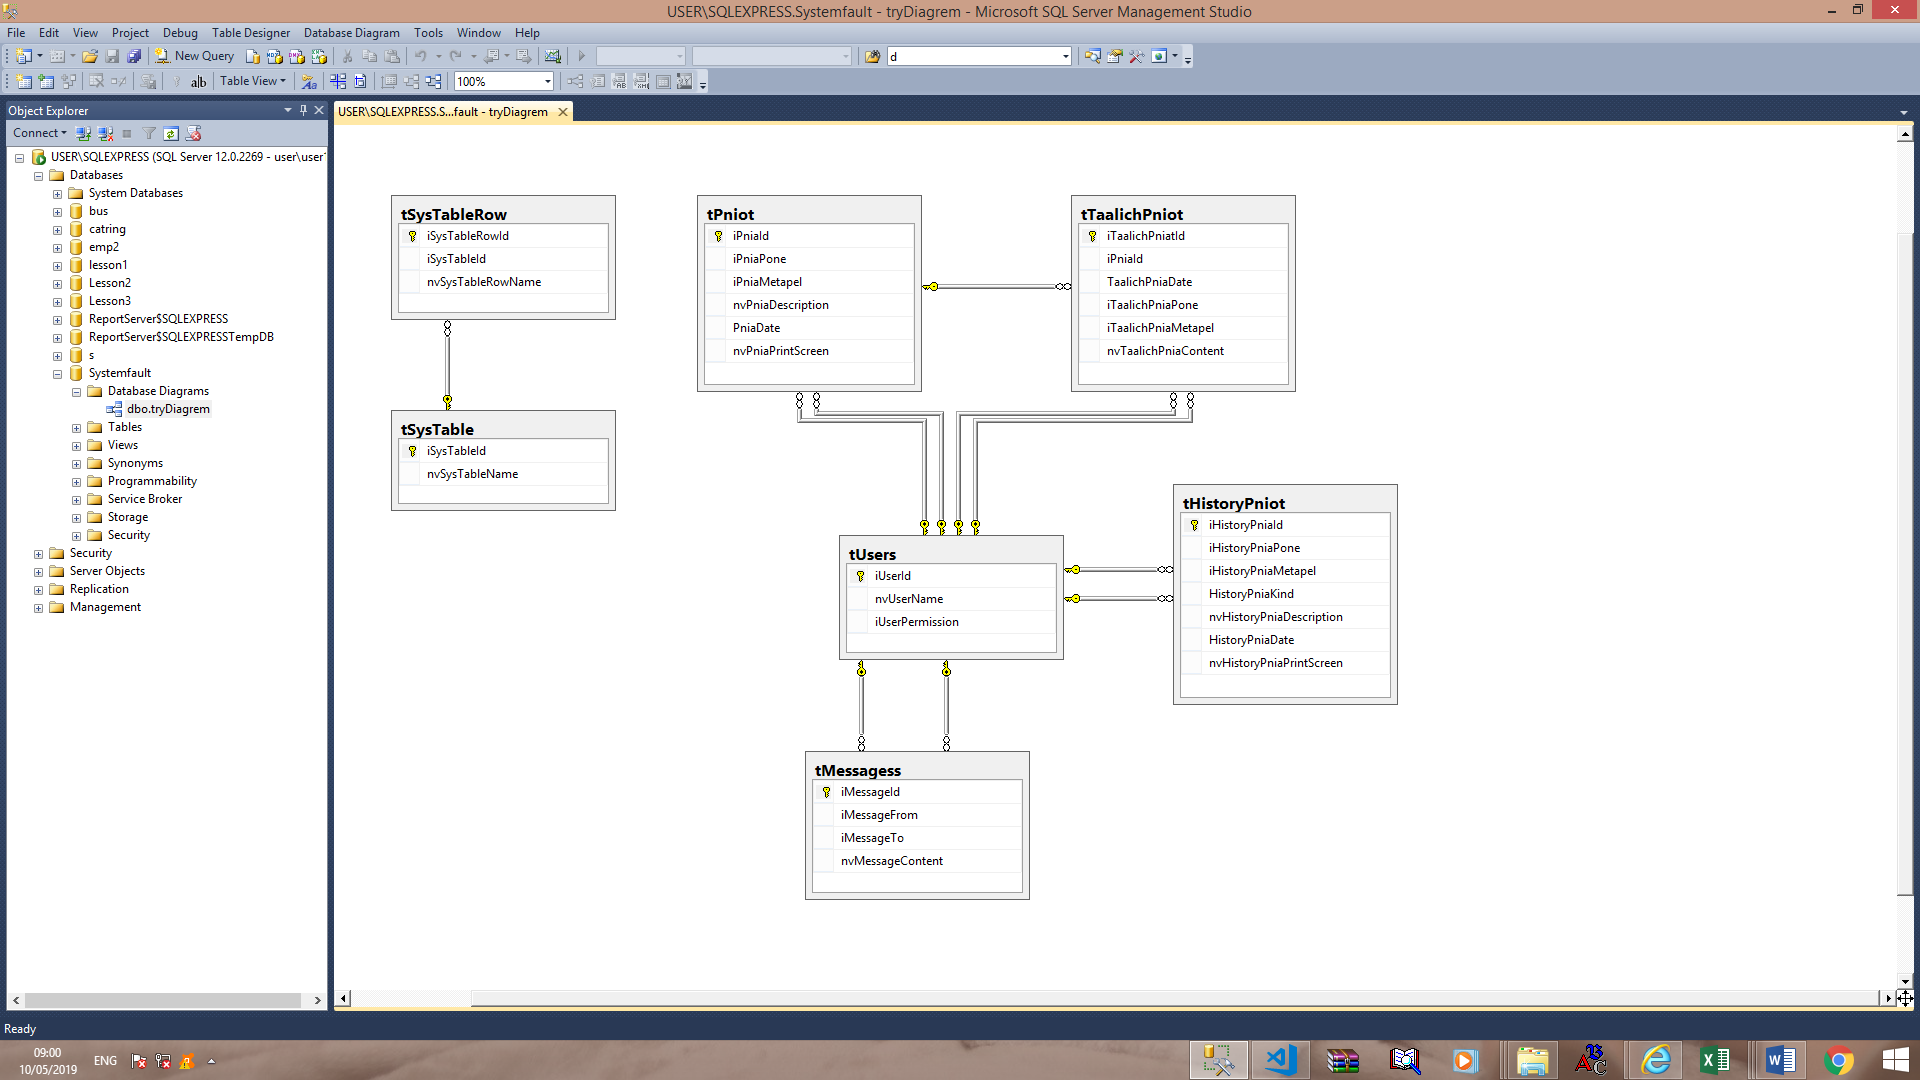 USER\SQLEXPRESS.Systemfault - tryDiagrem - Microsoft SQL Server Management Studio
File Edit View Project Debug Table Designer Database Diagram Tools Window Help
New Query
d
Table View
100%
Object Explorer
Connect
USER\SQLEXPRESS (SQL Server 12.0.2269 - user\user
Databases
System Databases
bus
catring
emp2
lesson1
Lesson2
Lesson3
ReportServer$SQLEXPRESS
ReportServer$SQLEXPRESSTempDB
s
Systemfault
Database Diagrams
dbo.tryDiagrem
Tables
Views
Synonyms
Programmability
Service Broker
Storage
Security
Security
Server Objects
Replication
Management
USER\SQLEXPRESS.S...fault - tryDiagrem
tSysTableRow
iSysTableRowId
iSysTableId
nvSysTableRowName
tSysTable
iSysTableId
nvSysTableName
tPniot
iPniaId
iPniaPone
iPniaMetapel
nvPniaDescription
PniaDate
nvPniaPrintScreen
tTaalichPniot
iTaalichPniatId
iPniaId
TaalichPniaDate
iTaalichPniaPone
iTaalichPniaMetapel
nvTaalichPniaContent
tUsers
iUserId
nvUserName
iUserPermission
tHistoryPniot
iHistoryPniaId
iHistoryPniaPone
iHistoryPniaMetapel
HistoryPniaKind
nvHistoryPniaDescription
HistoryPniaDate
nvHistoryPniaPrintScreen
tMessagess
iMessageId
iMessageFrom
iMessageTo
nvMessageContent
Ready
09:00
10/05/2019
ENG